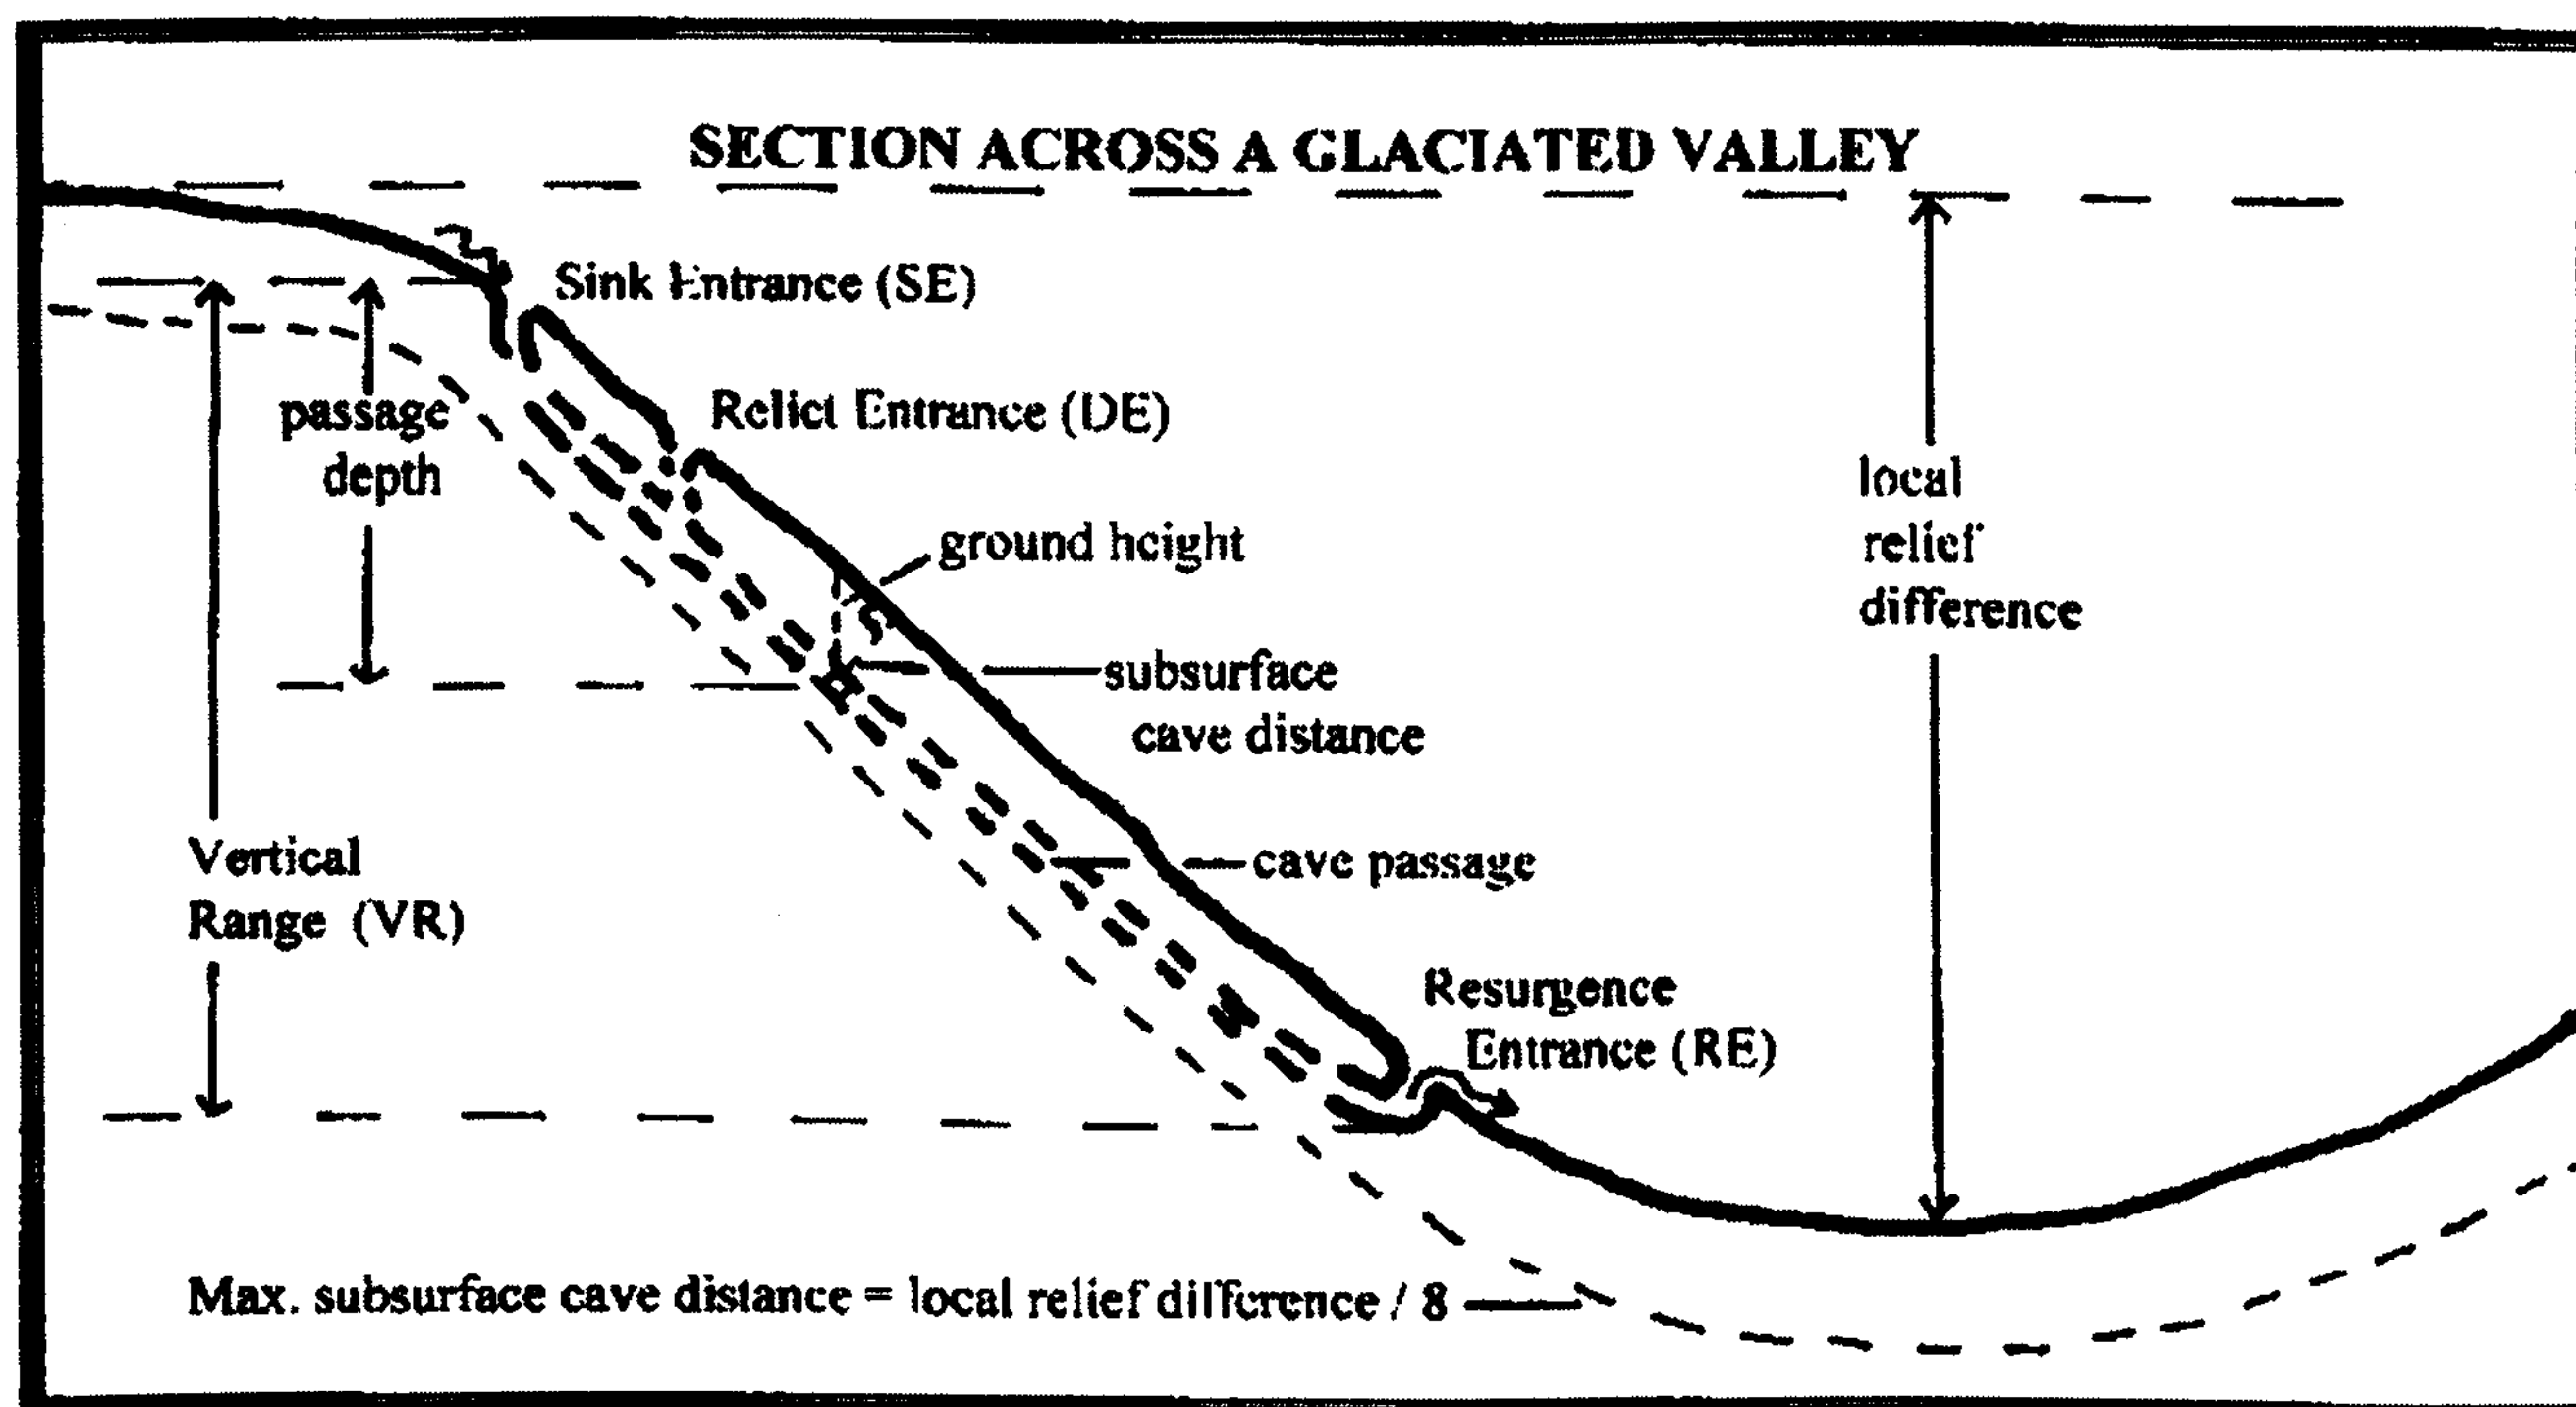 SECTION ACROSS A GLACIATED VALLEY
Sink Entrance (SE)
Relict Entrance (DE)
passage
depth
ground height
local
relief
difference
subsurface
cave distance
Vertical
Range (VR)
cave passage
Resurgence
Entrance (RE)
Max. subsurface cave distance = local relief difference / 8